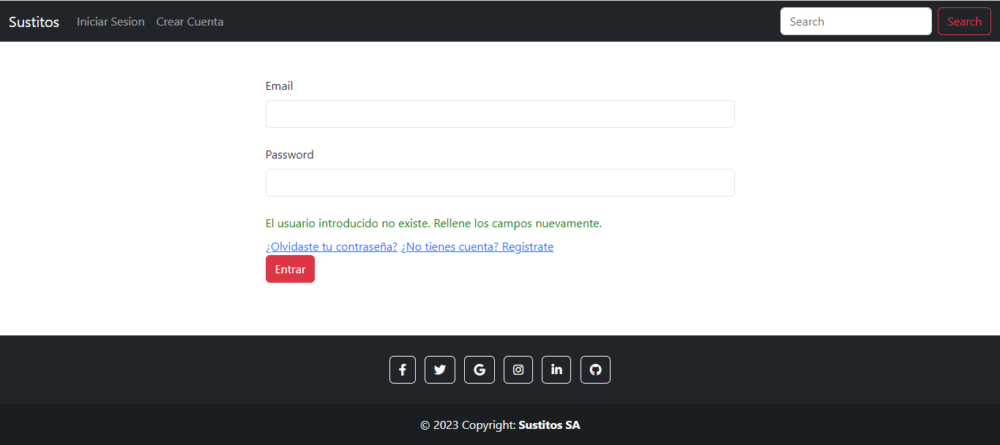 Sustitos Iniciar Sesion Crear Cuenta Search Search
Email
Password
El usuario introducido no existe. Rellene los campos nuevamente.
¿Olvidaste tu contraseña? ¿No tienes cuenta? Registrate
Entrar
© 2023 Copyright: Sustitos SA